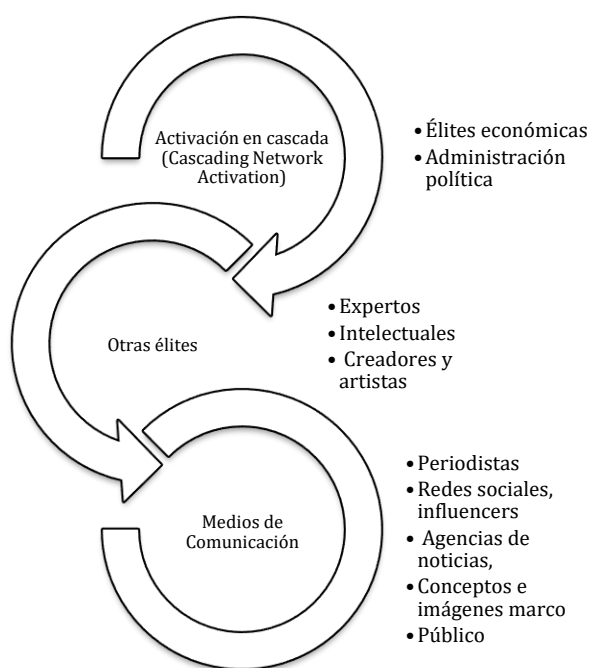 Activación en cascada
(Cascading Network
Activation)
• Élites económicas
• Administración
política
Otras élites
• Expertos
• Intelectuales
• Creadores y
artistas
Medios de
Comunicación
• Periodistas
• Redes sociales,
influencers
• Agencias de
noticias,
• Conceptos e
imágenes marco
• Público